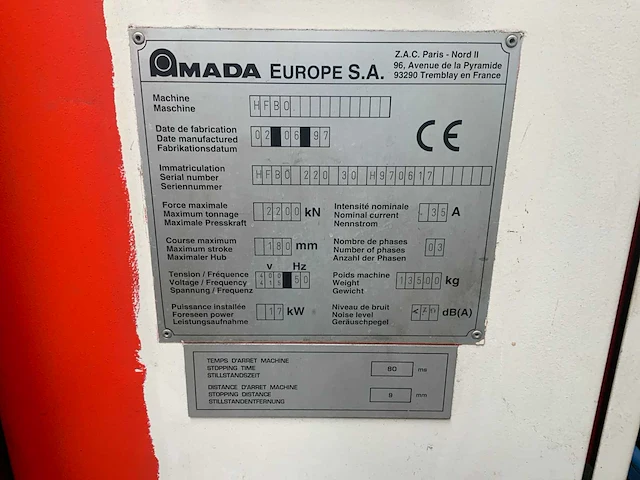 AMADA EUROPE S.A.
Z.A.C. Paris - Nord II
96, Avenue de la Pyramide
93290 Tremblay en France
Machine
Maschine
HFBO
Date de fabrication
Date manufactured
Fabrikationsdatum
02 06 97
CE
Immatriculation
Serial number
Seriennummer
HFBO 220 30 H970617
Force maximale
Maximum tonnage
Maximale Presskraft
2200 kN
Intensité nominale
Nominal current
Nennstrom
35 A
Course maximum
Maximum stroke
Maximaler Hub
180 mm
Nombre de phases
Number of phases
Anzahl der Phasen
03
V Hz
Tension / Fréquence
Voltage / Frequency
Spannung / Frequenz
400
415
50
Poids machine
Weight
Gewicht
13500 kg
Puissance installée
Foreseen power
Leistungsaufnahme
17 kW
Niveau de bruit
Noise level
Geräuschpegel
<70 dB(A)
TEMPS D'ARRET MACHINE
STOPPING TIME
STILLSTANDSZEIT
80 ms
DISTANCE D'ARRET MACHINE
STOPPING DISTANCE
STILLSTANDENTFERNUNG
8 mm